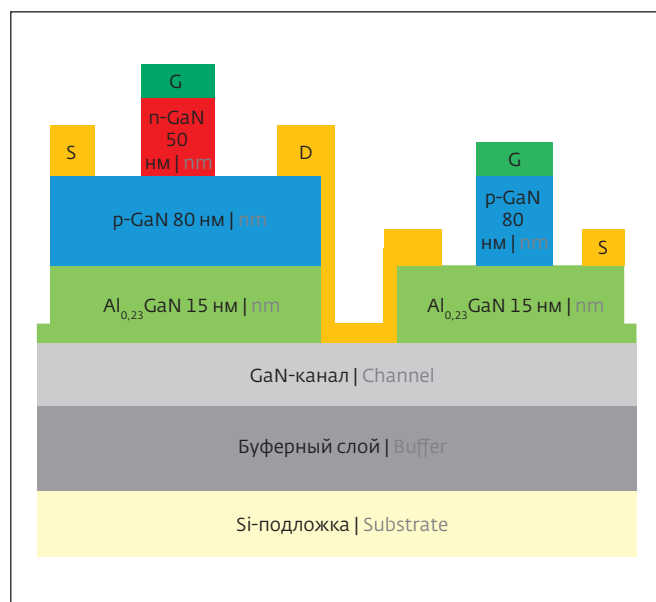 G
n-GaN
50
нм | nm
S
D
G
p-GaN
80
нм | nm
p-GaN 80 нм | nm
S
Al0,23GaN 15 нм | nm
Al0,23GaN 15 нм | nm
GaN-канал | Channel
Буферный слой | Buffer
Si-подложка | Substrate